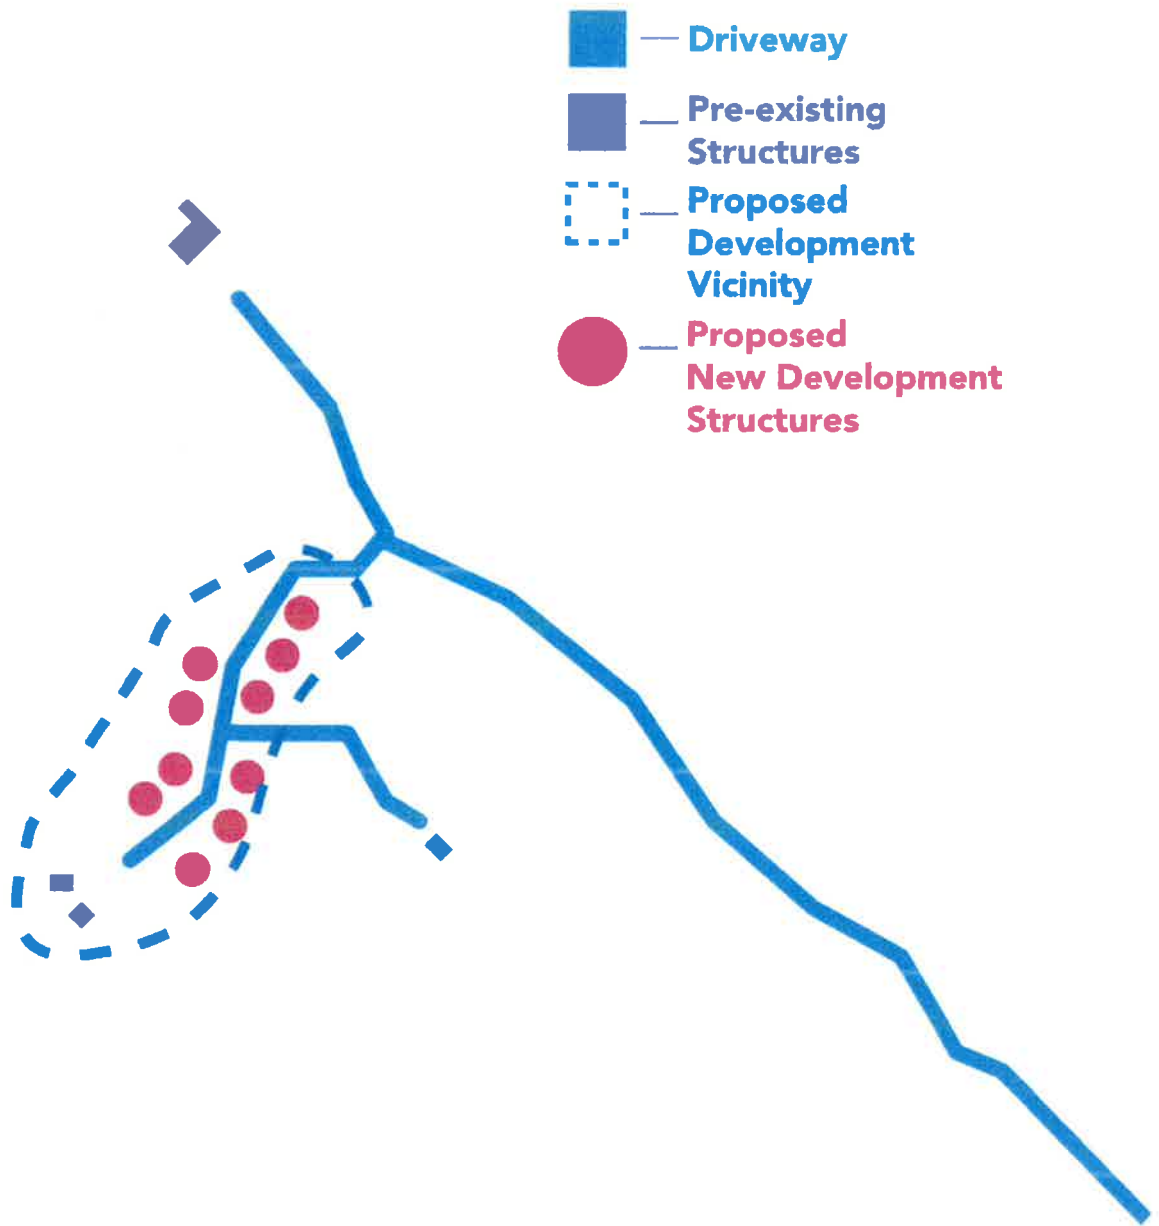 Driveway
Pre-existing
Structures
Proposed
Development
Vicinity
Proposed
New Development
Structures